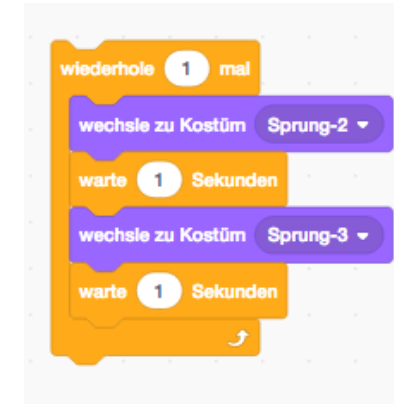 wiederhole 1 mal
wechsle zu Kostüm Sprung-2
warte 1 Sekunden
wechsle zu Kostüm Sprung-3
warte 1 Sekunden